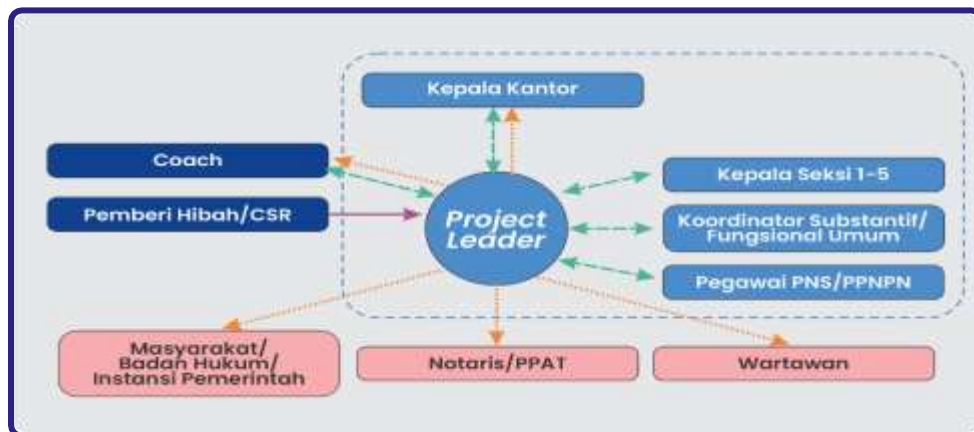 Kepala Kantor
Coach
Kepala Seksi 1-5
Pemberi Hibah/CSR
Project
Leader
Koordinator Substantif/
Fungsional Umum
Pegawai PNS/PPNPN
Masyarakat/
Badan Hukum/
Instansi Pemerintah
Notaris/PPAT
Wartawan